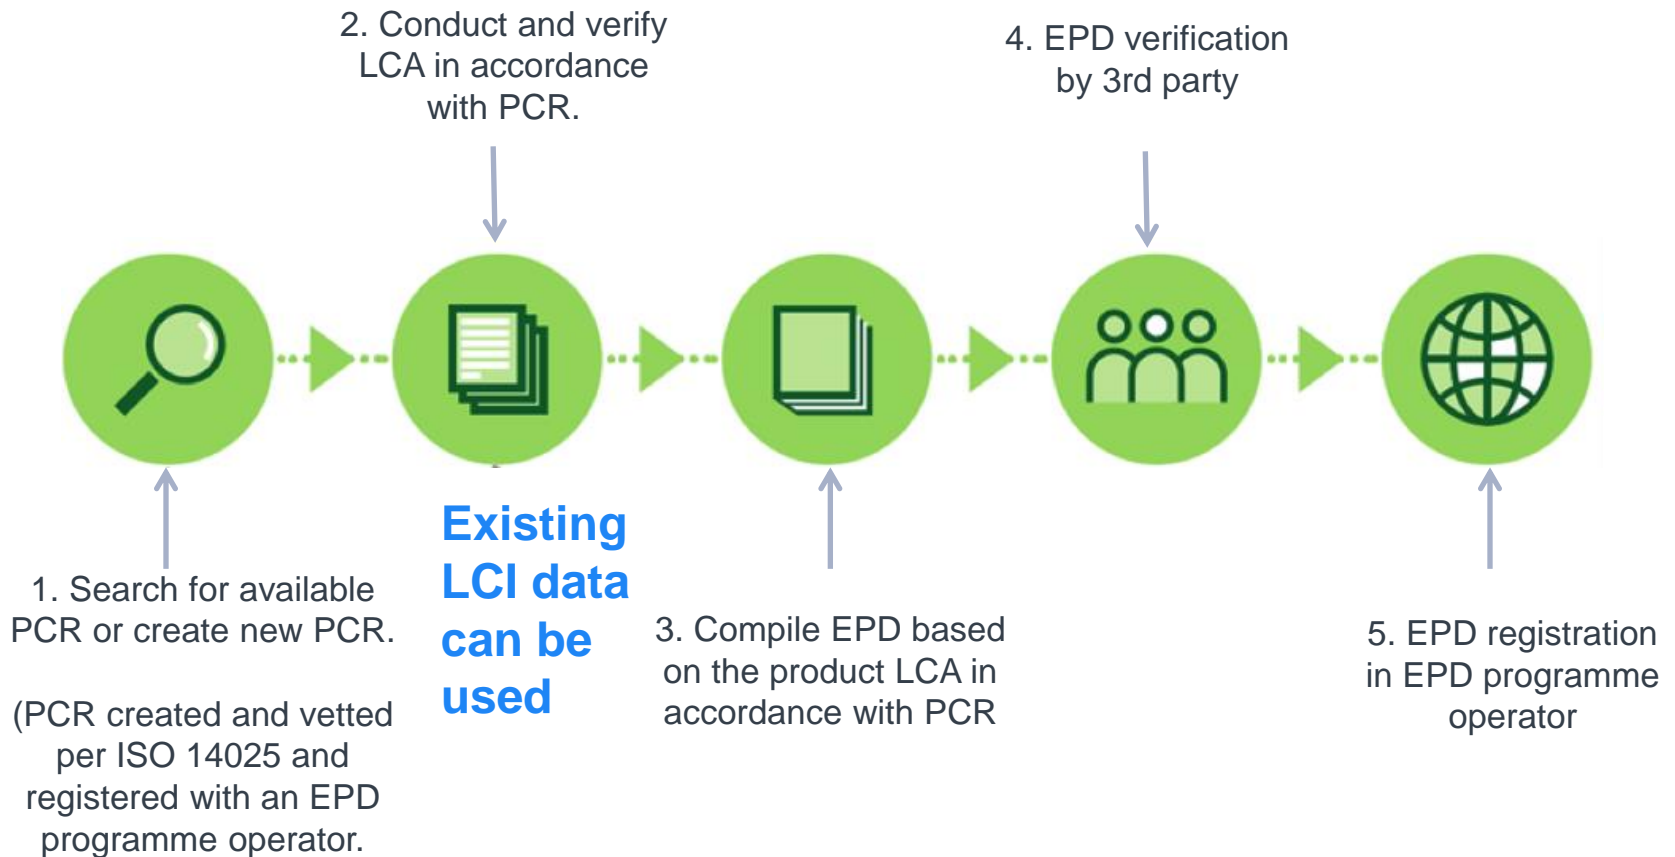 2. Conduct and verify
LCA in accordance
with PCR.
4. EPD verification
by 3rd party
Existing
LCI data
can be
used
1. Search for available
PCR or create new PCR.
(PCR created and vetted
per ISO 14025 and
registered with an EPD
programme operator.
3. Compile EPD based
on the product LCA in
accordance with PCR
5. EPD registration
in EPD programme
operator